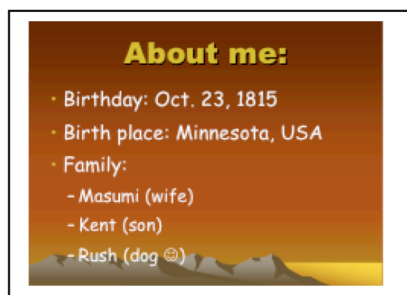 About me:
• Birthday: Oct. 23, 1815
• Birth place: Minnesota, USA
• Family:
– Masumi (wife)
– Kent (son)
– Rush (dog ☺)